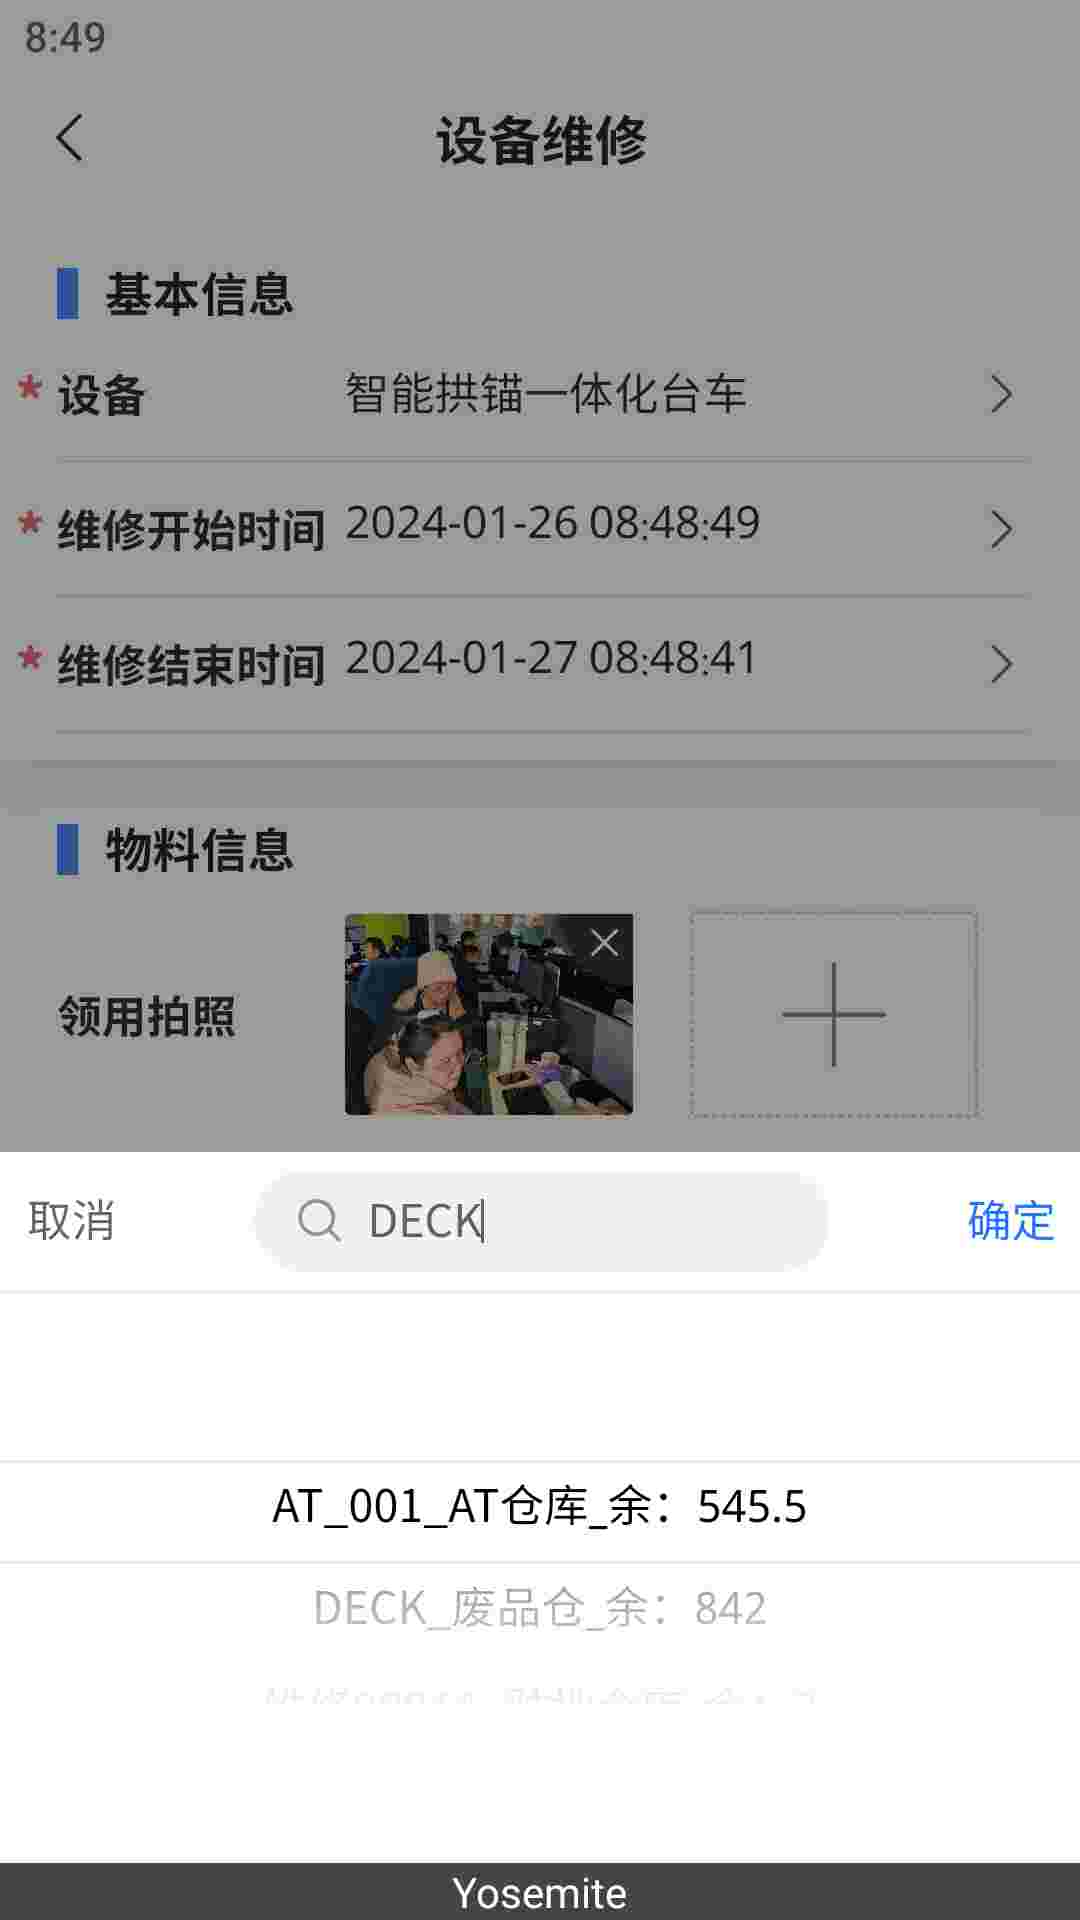 8:49
设备维修
基本信息
* 设备 智能拱锚一体化台车
* 维修开始时间 2024-01-26 08:48:49
* 维修结束时间 2024-01-27 08:48:41
物料信息
领用拍照
取消 DECK 确定
AT_001_AT仓库_余：545.5
DECK_废品仓_余：842
Yosemite